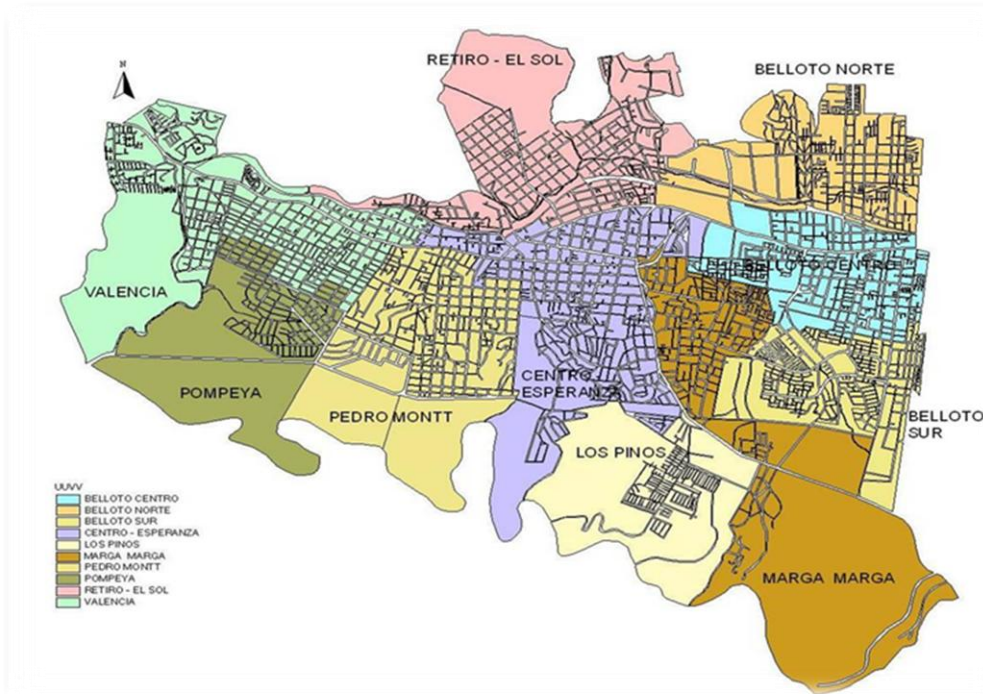 RETIRO - EL SOL
BELLOTO NORTE
N
BELLOTO CENTRO
VALENCIA
CENTRO
ESPERANZA
POMPEYA
PEDRO MONTT
BELLOTO
SUR
LOS PINOS
MARGA MARGA
UUVV
BELLOTO CENTRO
BELLOTO NORTE
BELLOTO SUR
CENTRO - ESPERANZA
LOS PINOS
MARGA MARGA
PEDRO MONTT
POMPEYA
RETIRO - EL SOL
VALENCIA